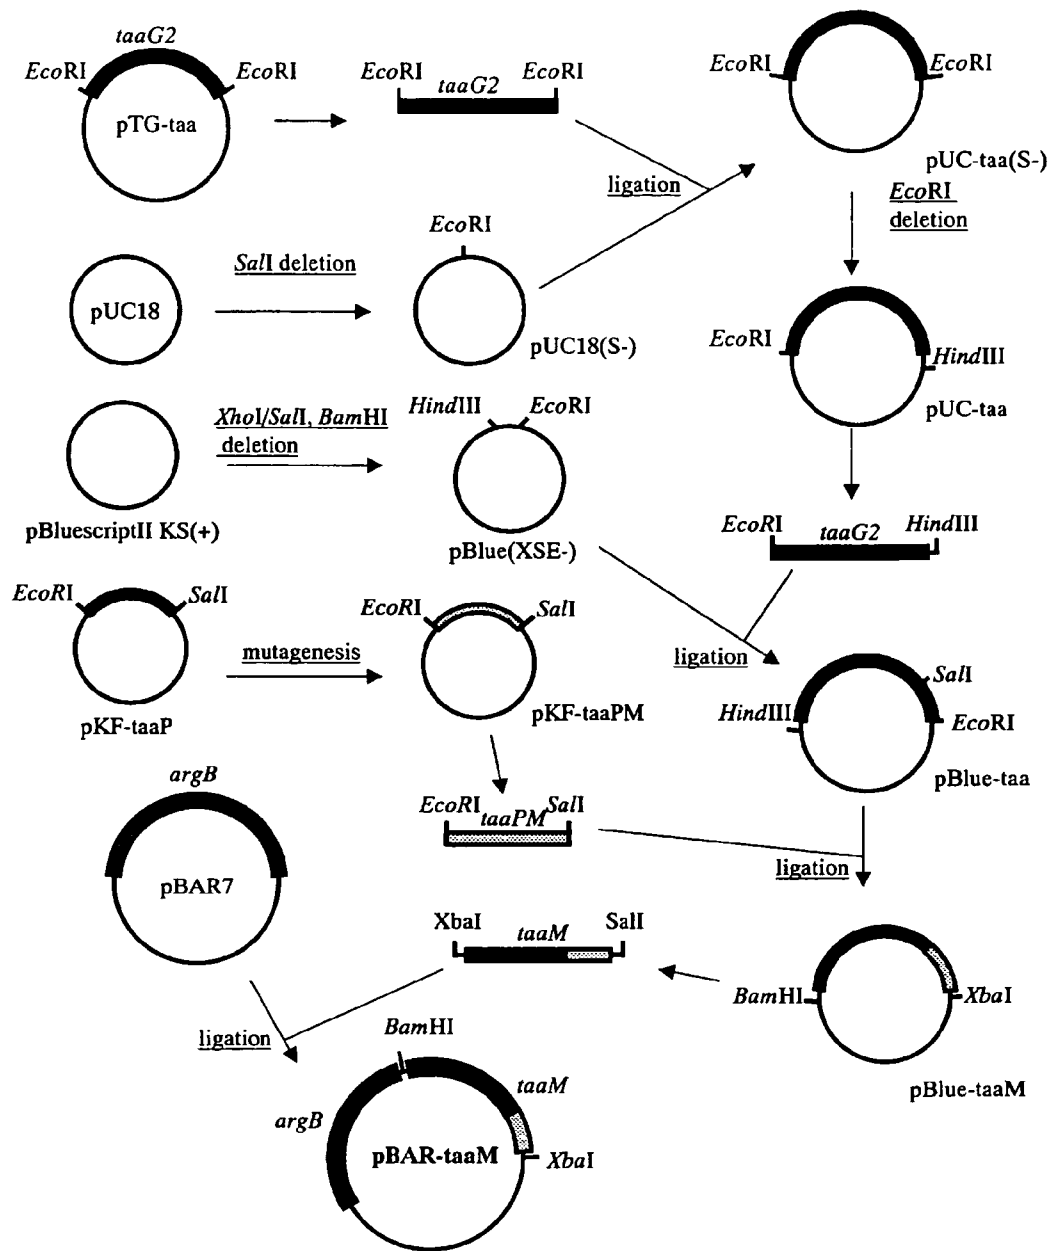 taaG2
EcoRI
EcoRI
pTG-taa
EcoRI
EcoRI
taaG2
EcoRI
EcoRI
pUC-taa(S-)
ligation
EcoRI
deletion
pUC18
SalI deletion
EcoRI
pUC18(S-)
EcoRI
HindIII
pUC-taa
pBluescriptII KS(+)
XhoI/SalI, BamHI
deletion
HindIII
EcoRI
pBlue(XSE-)
EcoRI
taaG2
HindIII
EcoRI
SalI
pKF-taaP
mutagenesis
EcoRI
SalI
pKF-taaPM
ligation
HindIII
SalI
EcoRI
pBlue-taa
argB
pBAR7
EcoRI
SalI
taaPM
ligation
XbaI
SalI
taaM
BamHI
XbaI
pBlue-taaM
ligation
BamHI
argB
taaM
pBAR-taaM
XbaI